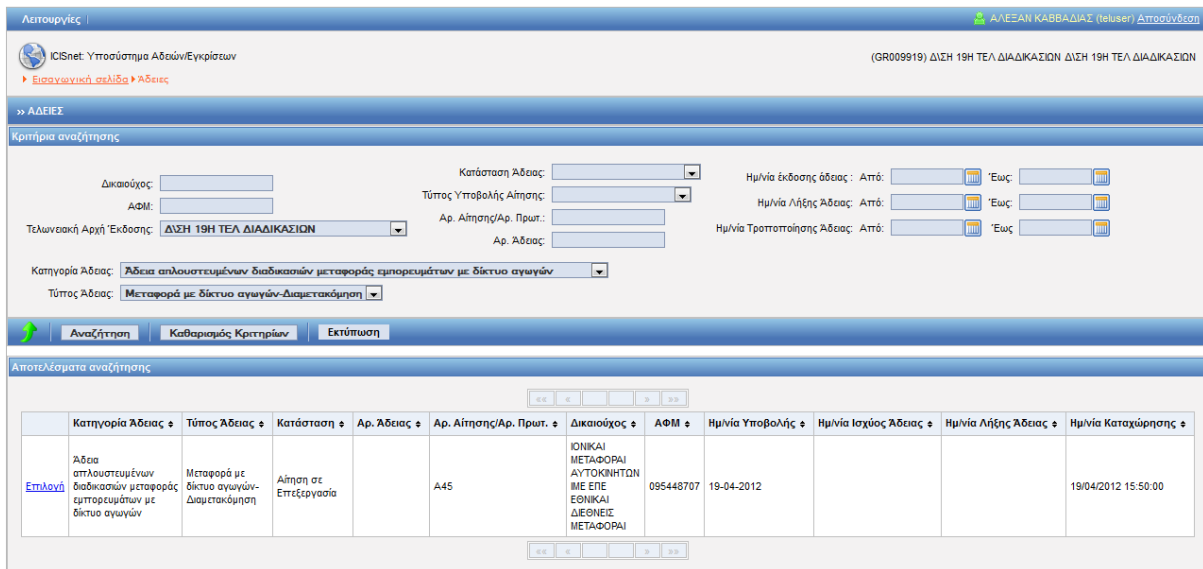 Λειτουργίες
ΑΛΕΞΑΝ ΚΑΒΒΑΔΙΑΣ (teluser) Αποσύνδεση
ICISnet: Υποσύστημα Αδειών/Εγκρίσεων
(GR009919) Δ\ΣΗ 19Η ΤΕΛ ΔΙΑΔΙΚΑΣΙΩΝ Δ\ΣΗ 19Η ΤΕΛ ΔΙΑΔΙΚΑΣΙΩΝ
Εισαγωγική σελίδα Άδειες
›› ΑΔΕΙΕΣ
Κριτήρια αναζήτησης
Δικαιούχος:
ΑΦΜ:
Τελωνειακή Αρχή Έκδοσης: Δ\ΣΗ 19Η ΤΕΛ ΔΙΑΔΙΚΑΣΙΩΝ
Κατάσταση Άδειας:
Τύπος Υποβολής Αίτησης:
Αρ. Αίτησης/Αρ. Πρωτ.:
Αρ. Άδειας:
Ημ/νία έκδοσης άδειας : Από: Έως:
Ημ/νία Λήξης Άδειας: Από: Έως:
Ημ/νία Τροποποίησης Άδειας: Από: Έως
Κατηγορία Άδειας: Άδεια απλουστευμένων διαδικασιών μεταφοράς εμπορευμάτων με δίκτυο αγωγών
Τύπος Άδειας: Μεταφορά με δίκτυο αγωγών-Διαμετακόμηση
Αναζήτηση Καθαρισμός Κριτηρίων Εκτύπωση
Αποτελέσματα αναζήτησης
«« « » »»
Κατηγορία Άδειας Τύπος Άδειας Κατάσταση Αρ. Άδειας Αρ. Αίτησης/Αρ. Πρωτ. Δικαιούχος ΑΦΜ Ημ/νία Υποβολής Ημ/νία Ισχύος Άδειας Ημ/νία Λήξης Άδειας Ημ/νία Καταχώρησης
Επιλογή
Άδεια
απλουστευμένων
διαδικασιών μεταφοράς
εμπορευμάτων με
δίκτυο αγωγών
Μεταφορά με
δίκτυο αγωγών-
Διαμετακόμηση
Αίτηση σε
Επεξεργασία
Α45
ΙΟΝΙΚΑΙ
ΜΕΤΑΦΟΡΑΙ
ΑΥΤΟΚΙΝΗΤΩΝ
ΙΜΕ ΕΠΕ
ΕΘΝΙΚΑΙ
ΔΙΕΘΝΕΙΣ
ΜΕΤΑΦΟΡΑΙ
095448707
19-04-2012
19/04/2012 15:50:00
«« « » »»